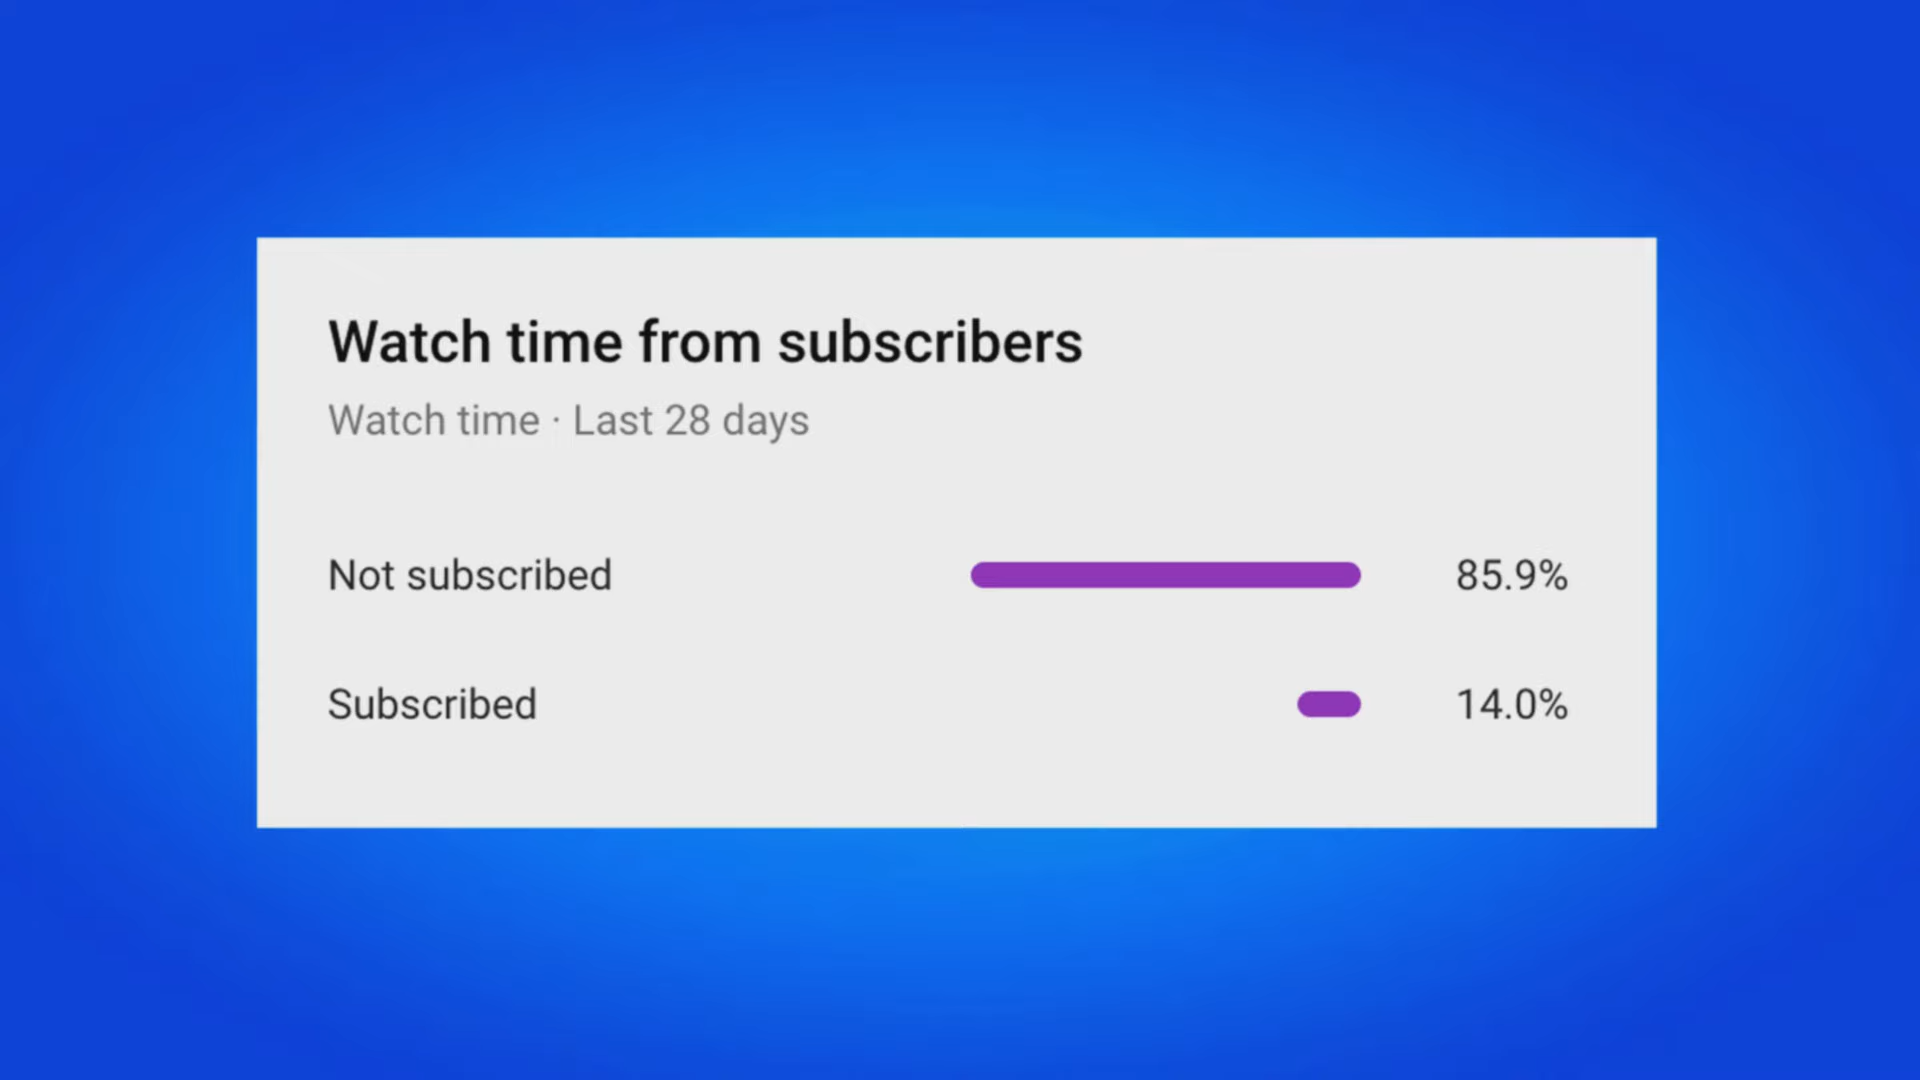 Watch time from subscribers
Watch time · Last 28 days
Not subscribed 85.9%
Subscribed 14.0%